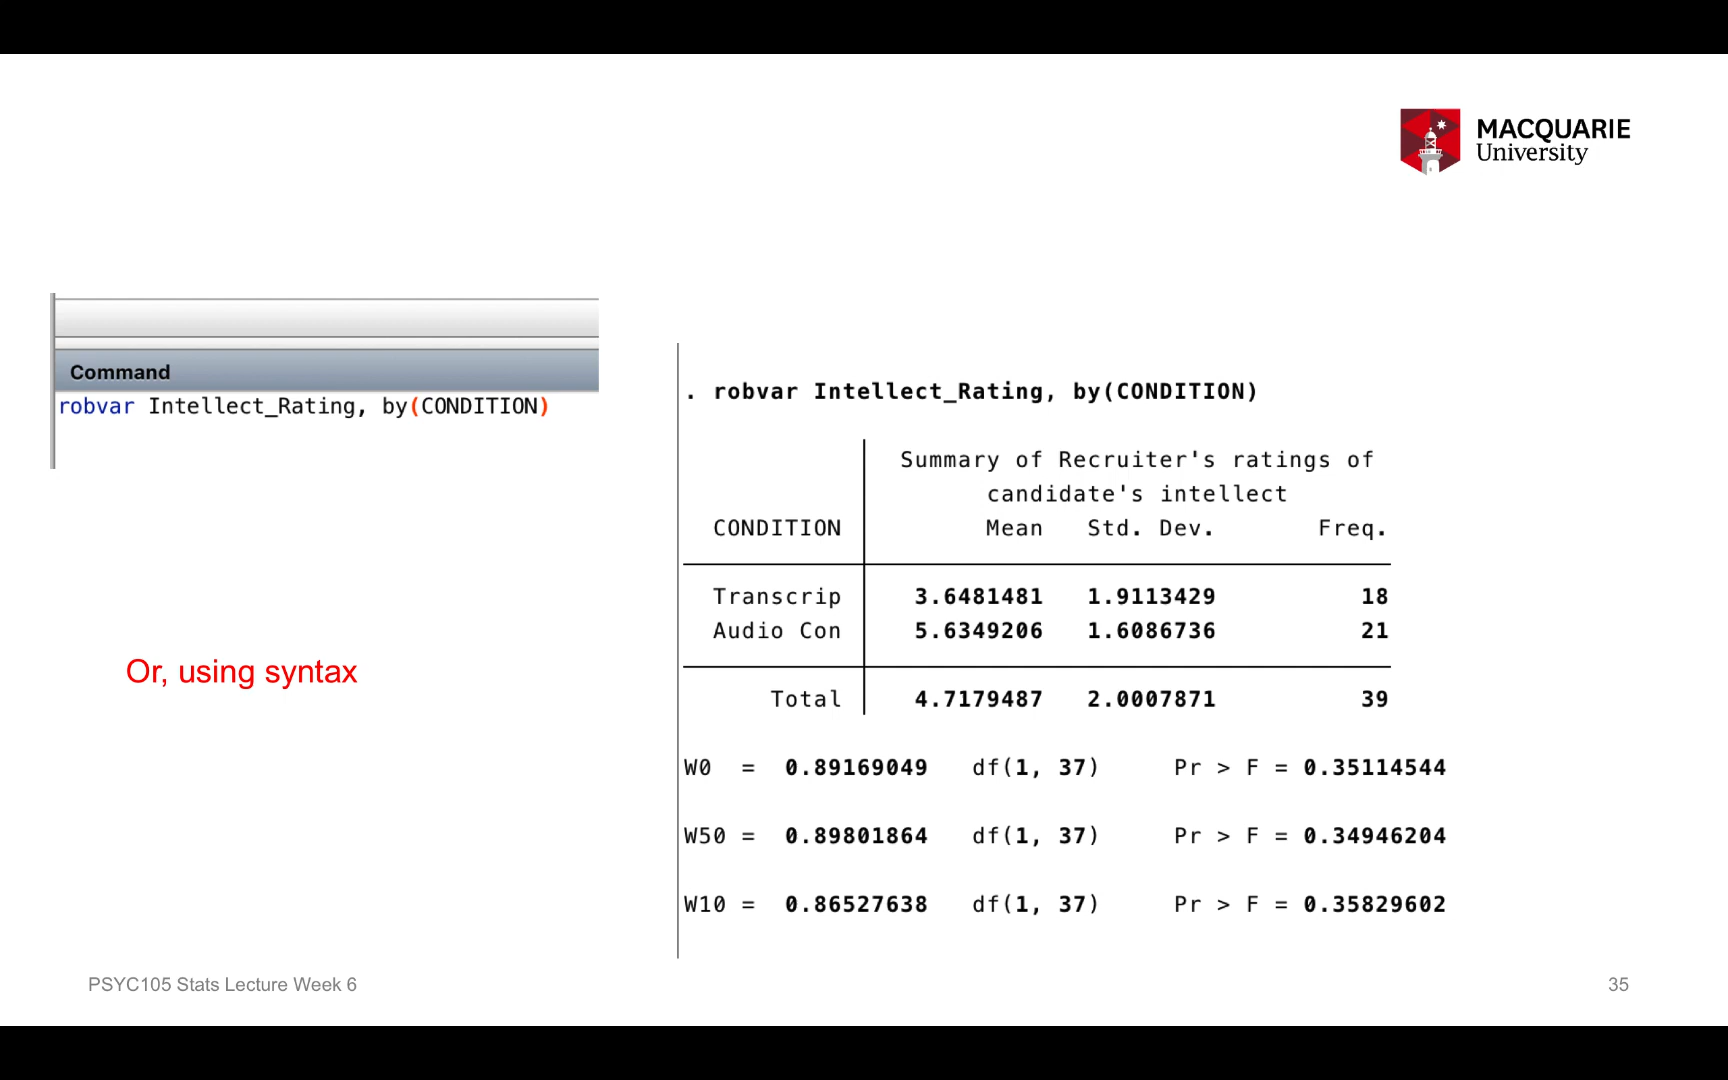 MACQUARIE
University
Command
robvar Intellect_Rating, by(CONDITION)
Or, using syntax
. robvar Intellect_Rating, by(CONDITION)
Summary of Recruiter's ratings of
candidate's intellect
CONDITION Mean Std. Dev. Freq.
Transcrip 3.6481481 1.9113429 18
Audio Con 5.6349206 1.6086736 21
Total 4.7179487 2.0007871 39
W0 = 0.89169049 df(1, 37) Pr > F = 0.35114544
W50 = 0.89801864 df(1, 37) Pr > F = 0.34946204
W10 = 0.86527638 df(1, 37) Pr > F = 0.35829602
PSYC105 Stats Lecture Week 6
35